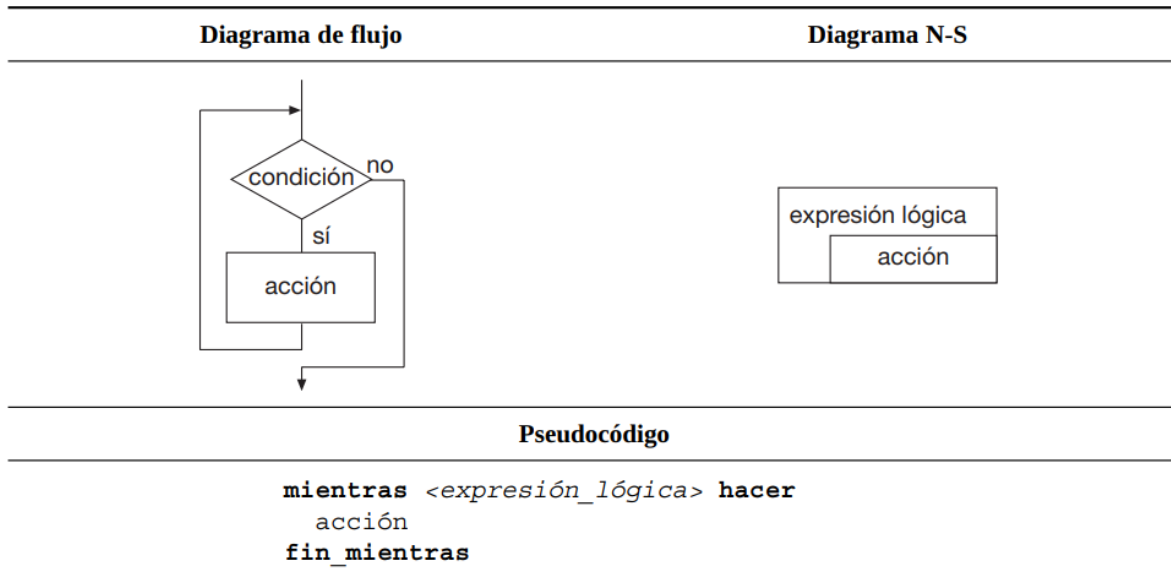 Diagrama de flujo
Diagrama N-S
condición
no
sí
acción
expresión lógica
acción
Pseudocódigo
mientras <expresión_lógica> hacer
acción
fin_mientras